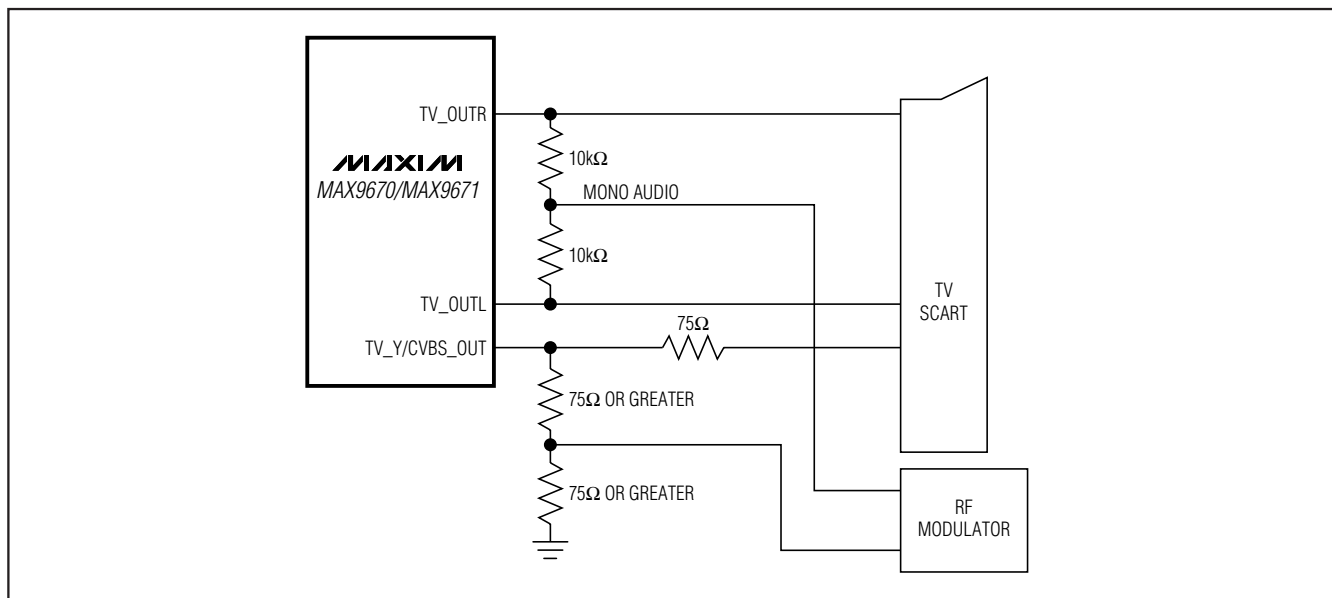 TV_OUTR
MAXIM
MAX9670/MAX9671
10kΩ
MONO AUDIO
10kΩ
TV_OUTL
TV
SCART
75Ω
TV_Y/CVBS_OUT
75Ω OR GREATER
75Ω OR GREATER
RF
MODULATOR